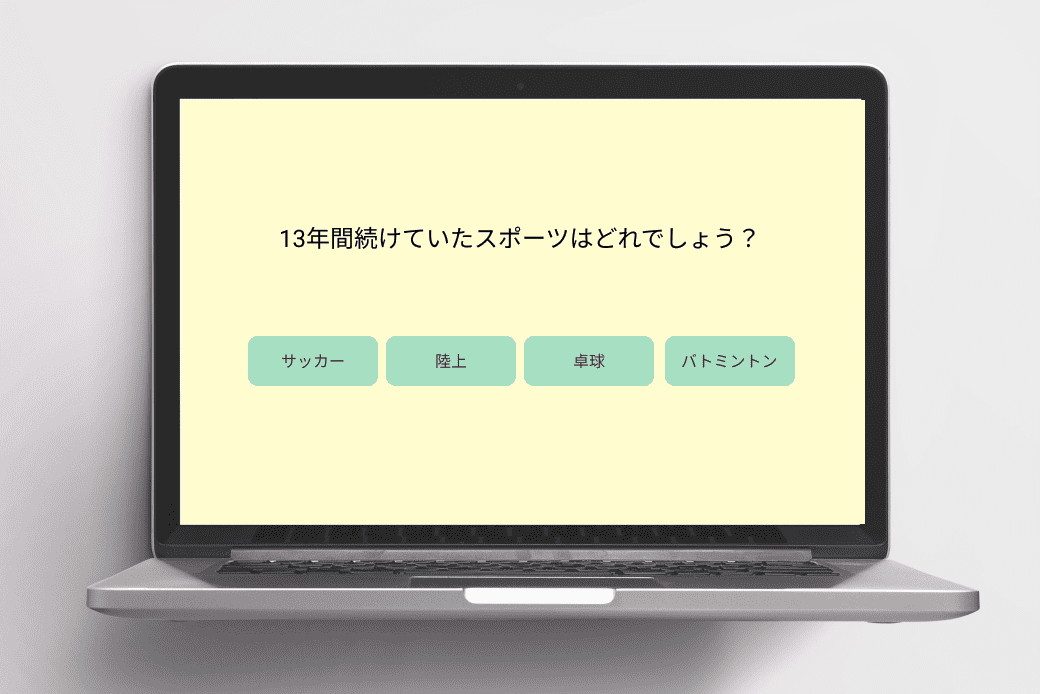 13年間続けていたスポーツはどれでしょう？
サッカー
陸上
卓球
バトミントン